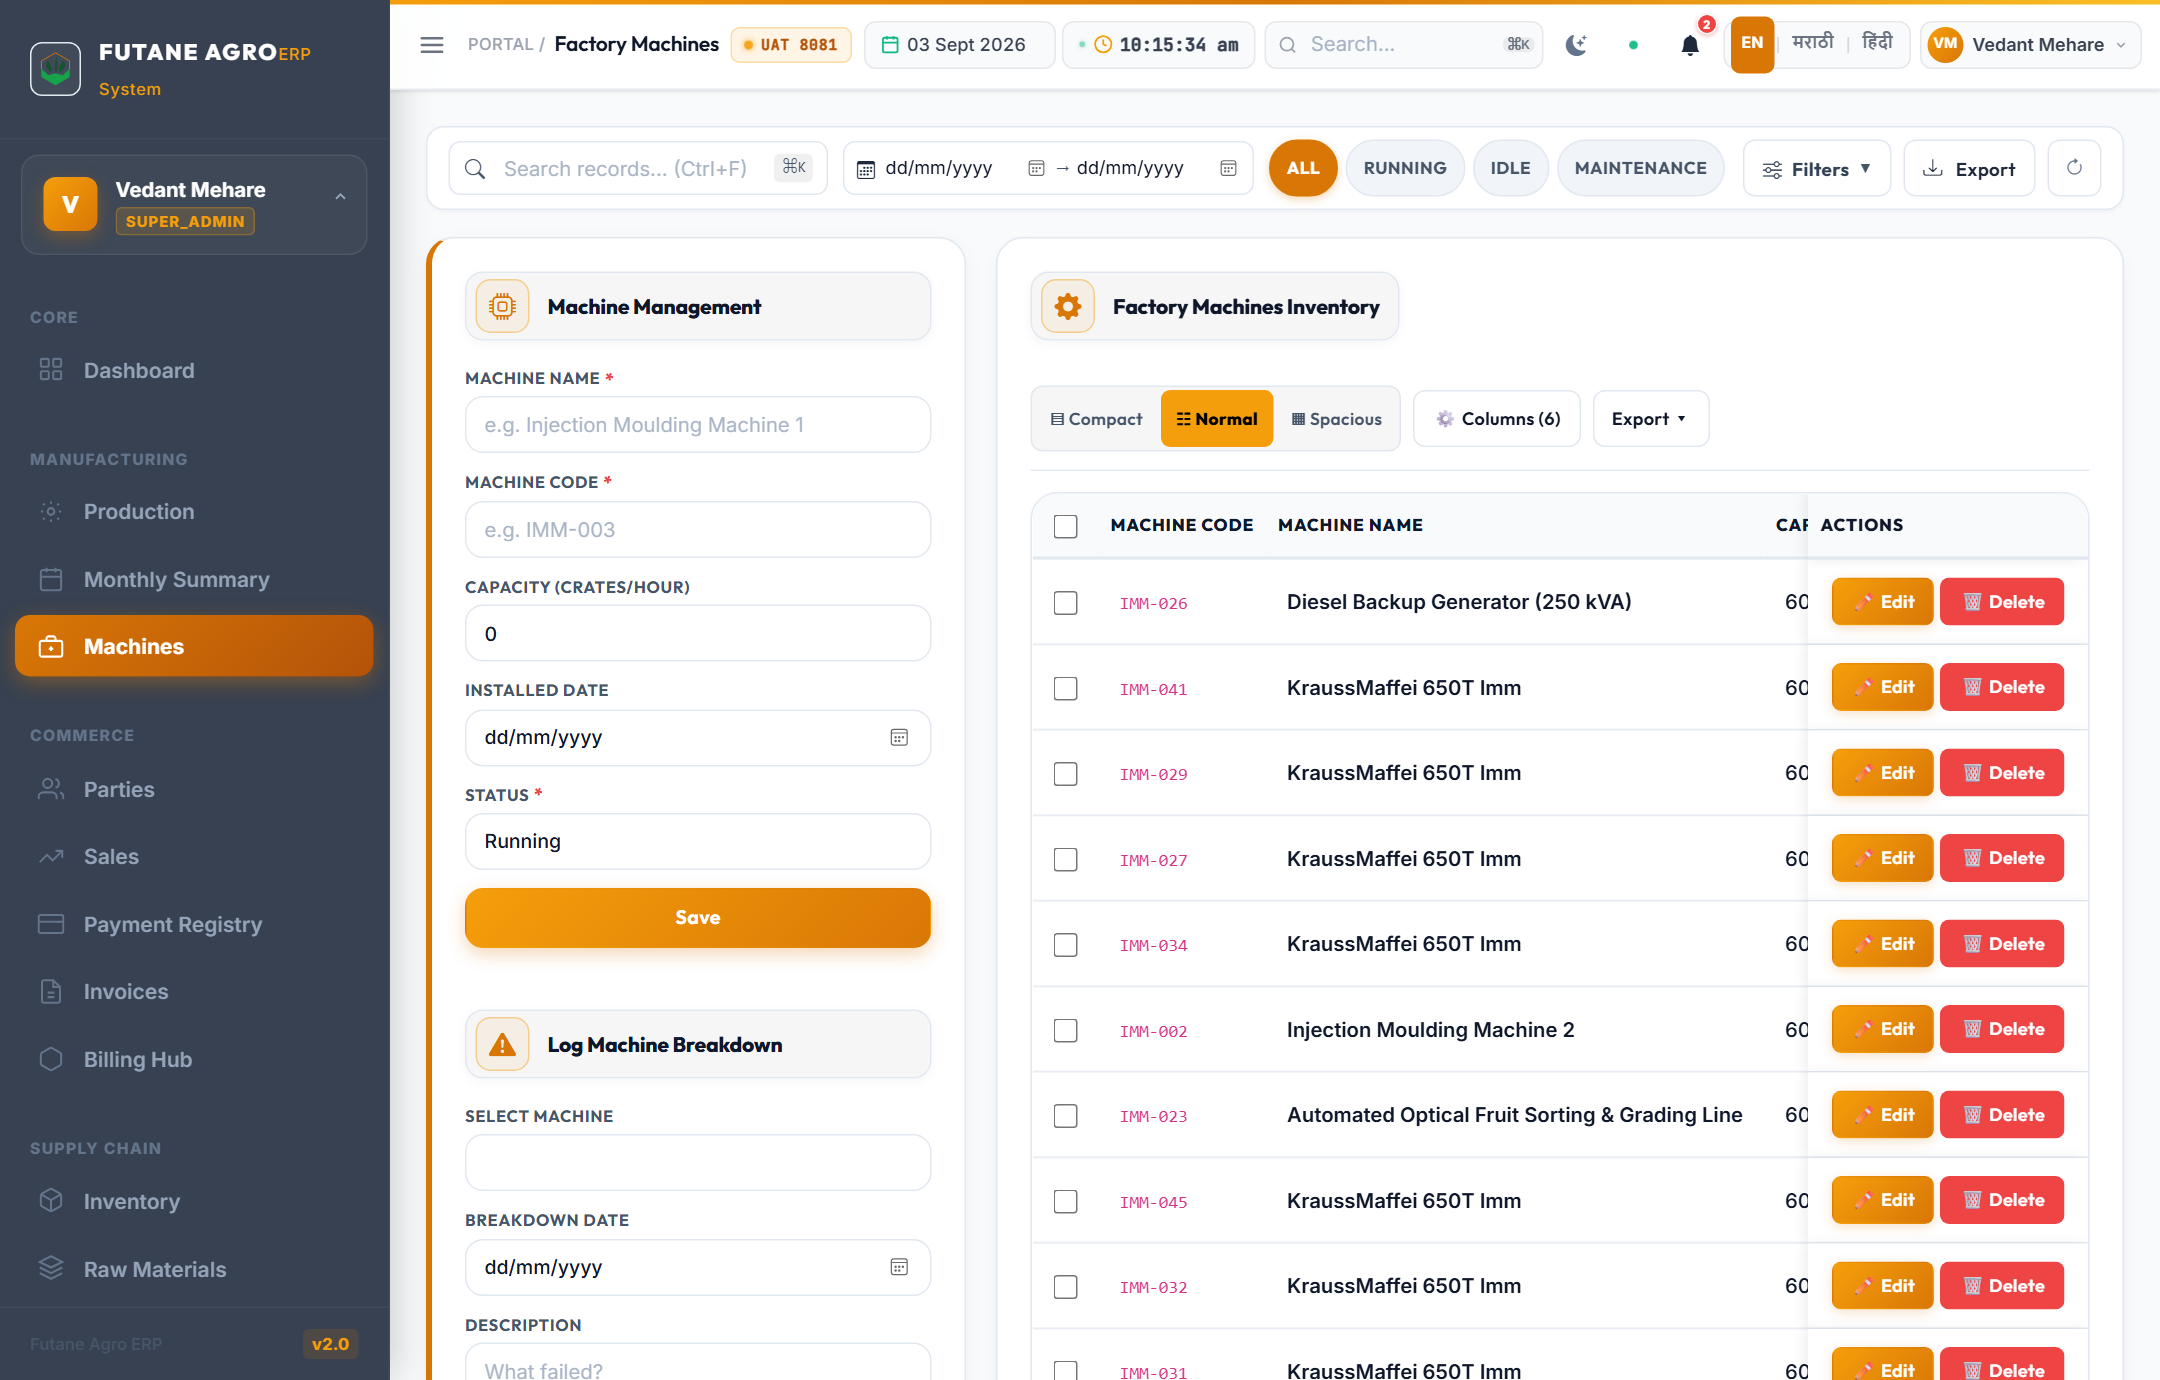 FUTANE AGROERP
System
Vedant Mehare
V
SUPER_ADMIN
CORE
Dashboard
MANUFACTURING
Production
Monthly Summary
Machines
COMMERCE
Parties
Sales
Payment Registry
Invoices
Billing Hub
SUPPLY CHAIN
Inventory
Raw Materials
Futane Agro ERP v2.0
PORTAL / Factory Machines
UAT 8081
03 Sept 2026
10:15:34 am
Search... ⌘K
2
EN | मराठी | हिंदी
VM Vedant Mehare
Search records... (Ctrl+F) ⌘K
dd/mm/yyyy → dd/mm/yyyy
ALL
RUNNING
IDLE
MAINTENANCE
Filters ▼
Export
Machine Management
MACHINE NAME *
e.g. Injection Moulding Machine 1
MACHINE CODE *
e.g. IMM-003
CAPACITY (CRATES/HOUR)
0
INSTALLED DATE
dd/mm/yyyy
STATUS *
Running
Save
Log Machine Breakdown
SELECT MACHINE
BREAKDOWN DATE
dd/mm/yyyy
DESCRIPTION
What failed?
Factory Machines Inventory
Compact Normal Spacious Columns (6) Export ▾
MACHINE CODE MACHINE NAME CAP ACTIONS
IMM-026 Diesel Backup Generator (250 kVA) 60 Edit Delete
IMM-041 KraussMaffei 650T Imm 60 Edit Delete
IMM-029 KraussMaffei 650T Imm 60 Edit Delete
IMM-027 KraussMaffei 650T Imm 60 Edit Delete
IMM-034 KraussMaffei 650T Imm 60 Edit Delete
IMM-002 Injection Moulding Machine 2 60 Edit Delete
IMM-023 Automated Optical Fruit Sorting & Grading Line 60 Edit Delete
IMM-045 KraussMaffei 650T Imm 60 Edit Delete
IMM-032 KraussMaffei 650T Imm 60 Edit Delete
IMM-031 KraussMaffei 650T Imm 60 Edit Delete